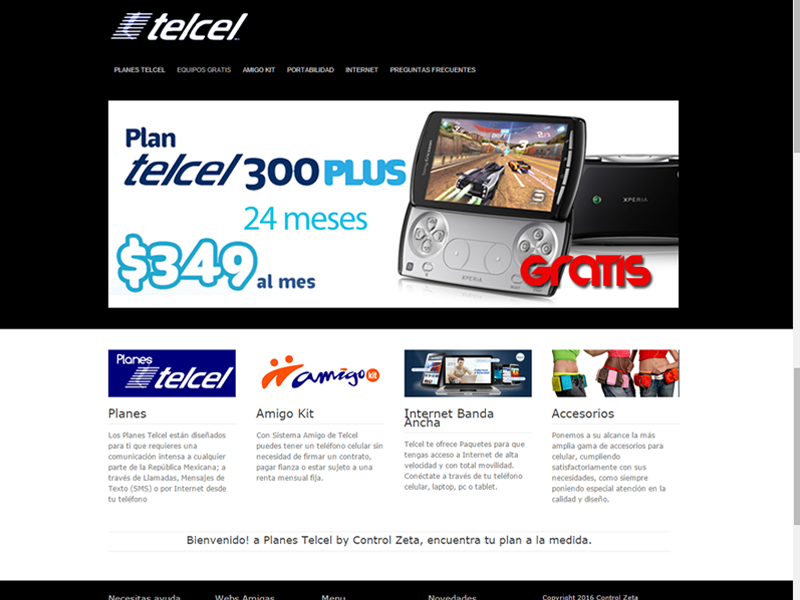 telcel
PLANES TELCEL EQUIPOS GRATIS AMIGO KIT PORTABILIDAD INTERNET PREGUNTAS FRECUENTES
Plan
telcel 300 PLUS
24 meses
$349 al mes
XPERIA
XPERIA
GRATIS
Planes
telcel
amigo kit
Planes
Los Planes Telcel están diseñados
para ti que requieres una
comunicación intensa a cualquier
parte de la República Mexicana; a
través de Llamadas, Mensajes de
Texto (SMS) o por Internet desde
tu teléfono
Amigo Kit
Con Sistema Amigo de Telcel
puedes tener un teléfono celular sin
necesidad de firmar un contrato,
pagar fianza o estar sujeto a una
renta mensual fija.
Internet Banda
Ancha
Telcel te ofrece Paquetes para que
tengas acceso a Internet de alta
velocidad y con total movilidad.
Conéctate a través de tu teléfono
celular, laptop, pc o tablet.
Accesorios
Ponemos a su alcance la más
amplia gama de accesorios para
celular, cumpliendo
satisfactoriamente con sus
necesidades, como siempre
poniendo especial atención en la
calidad y diseño.
Bienvenido! a Planes Telcel by Control Zeta, encuentra tu plan a la medida.
Necesitas ayuda Webs Amigas Menu Novedades Copyright 2016 Control Zeta